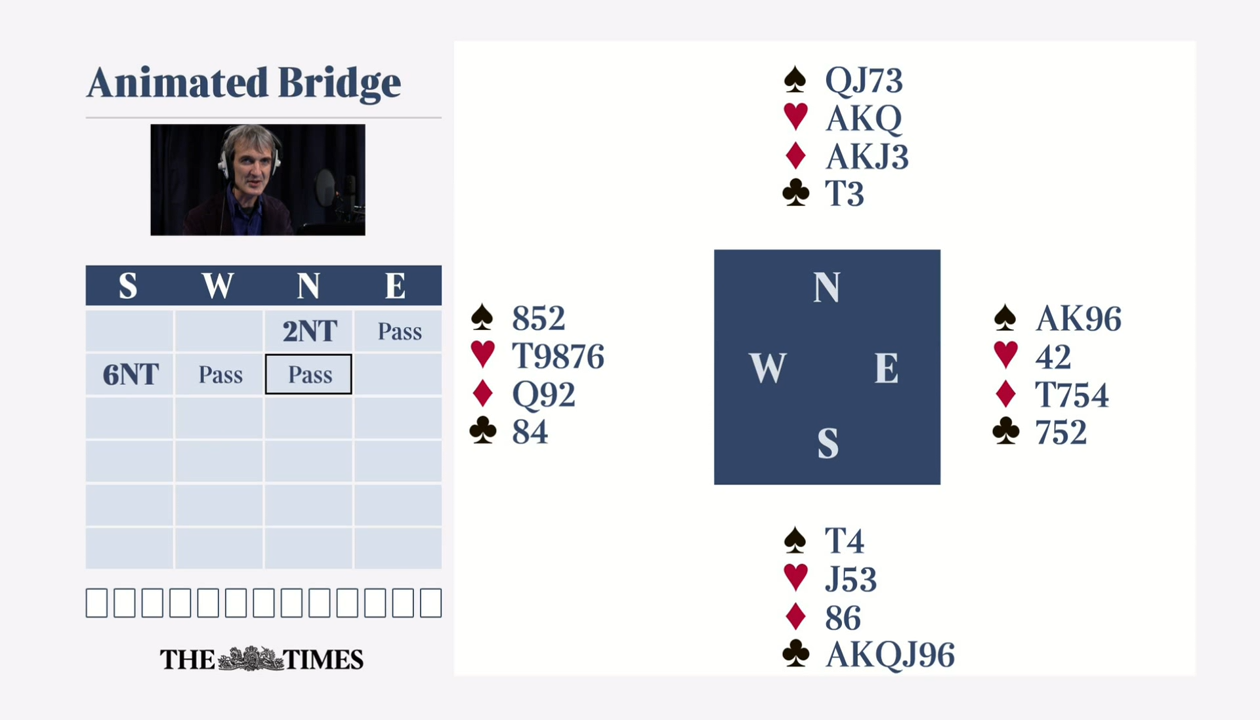 Animated Bridge
S W N E
2NT Pass
6NT Pass Pass
THE TIMES
♠ QJ73
♥ AKQ
♦ AKJ3
♣ T3
♠ 852
♥ T9876
♦ Q92
♣ 84
N
W E
S
♠ AK96
♥ 42
♦ T754
♣ 752
♠ T4
♥ J53
♦ 86
♣ AKQJ96